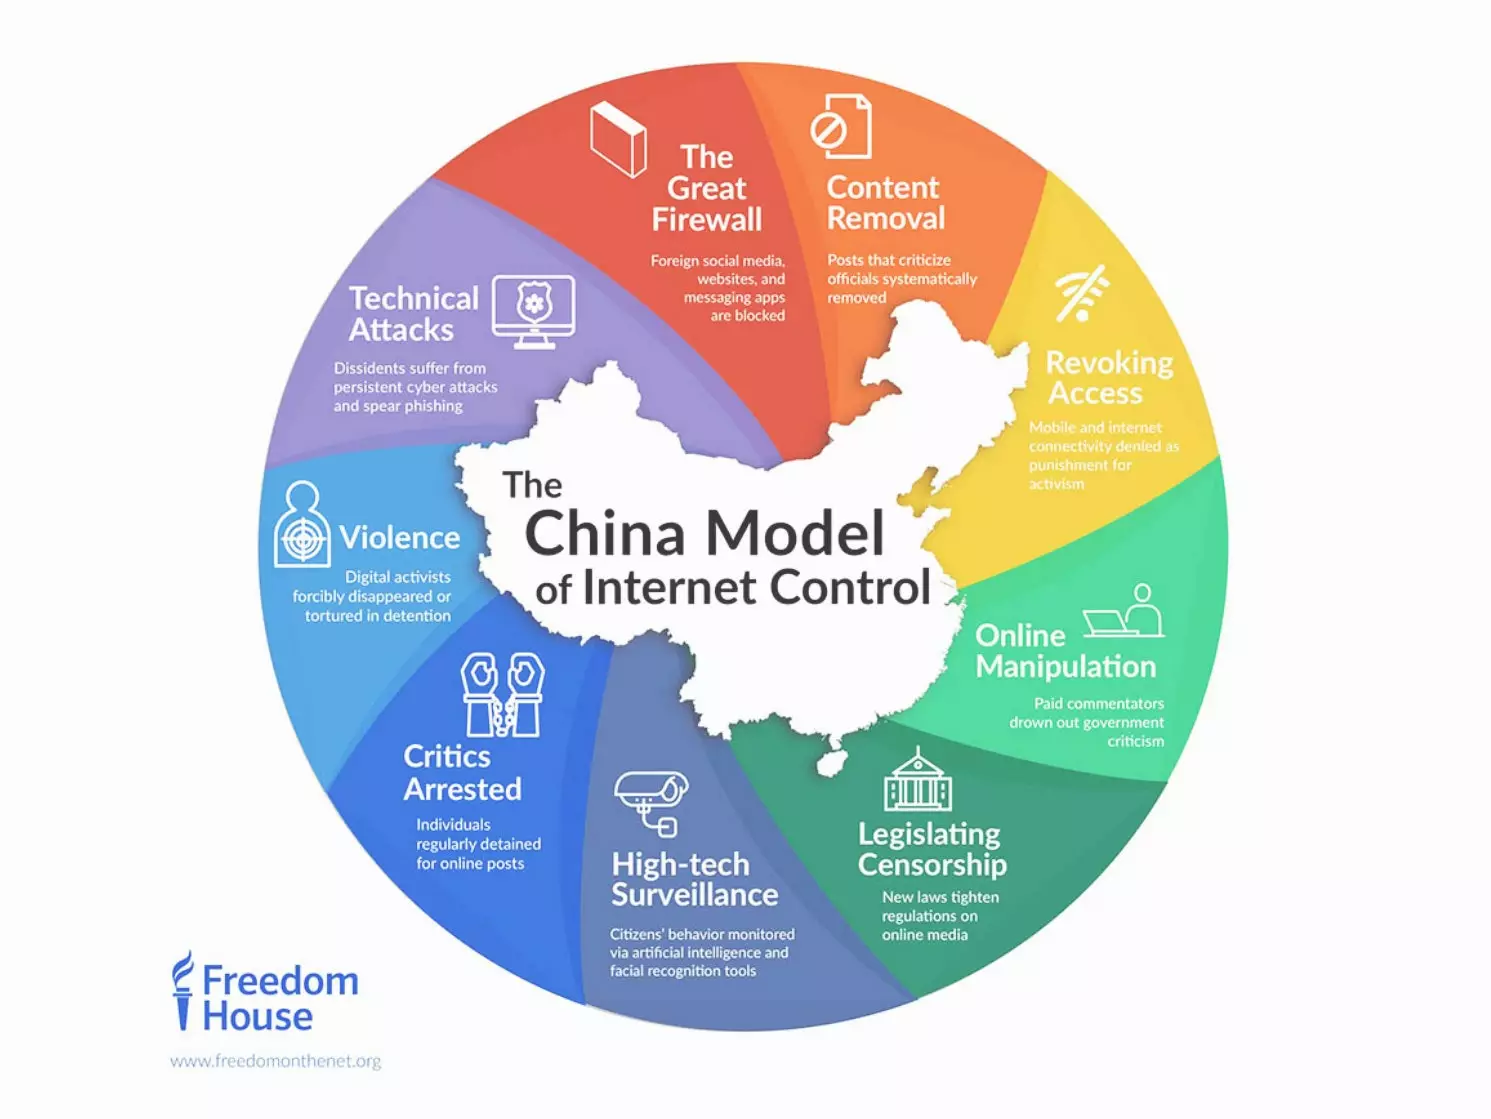 The
Great
Firewall
Foreign social media,
websites, and
messaging apps
are blocked
Content
Removal
Posts that criticize
officials systematically
removed
Revoking
Access
Mobile and internet
connectivity denied as
punishment for
activism
Online
Manipulation
Paid commentators
drown out government
criticism
Legislating
Censorship
New laws tighten
regulations on
online media
High-tech
Surveillance
Citizens' behavior monitored
via artificial intelligence and
facial recognition tools
Critics
Arrested
Individuals
regularly detained
for online posts
Violence
Digital activists
forcibly disappeared or
tortured in detention
Technical
Attacks
Dissidents suffer from
persistent cyber attacks
and spear phishing
The
China Model
of Internet Control
Freedom
House
www.freedomonthenet.org